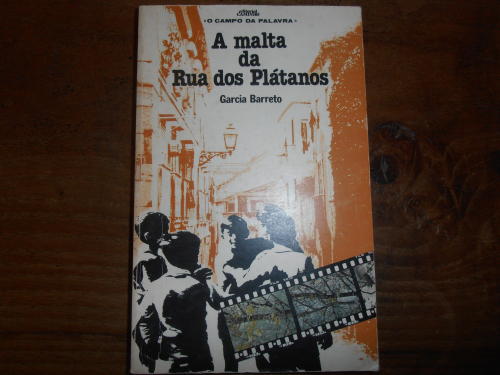 «O CAMPO DA PALAVRA»
A malta
da
Rua dos Plátanos
Garcia Barreto